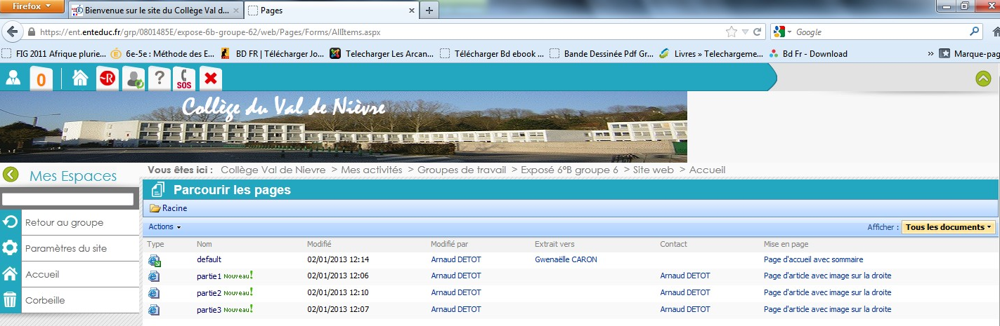 Firefox
Bienvenue sur le site du Collège Val d...
Pages
https://ent.enteduc.fr/grp/0801485E/expose-6b-groupe-62/web/Pages/Forms/AllItems.aspx
Google
FIG 2011 Afrique plurie... 6e-5e : Méthode des E... BD FR | Télécharger Jo... Telecharger Les Arcan... Télécharger Bd ebook ... Bande Dessinée Pdf Gr... Livres » Telechargeme... Bd Fr - Download » Marque-pag
0 R ? SOS
Collège du Val de Nièvre
Mes Espaces
Vous êtes ici : Collège Val de Nievre > Mes activités > Groupes de travail > Exposé 6°B groupe 6 > Site web > Accueil
Parcourir les pages
Racine
Retour au groupe
Paramètres du site
Accueil
Corbeille
Actions
Afficher : Tous les documents
Type Nom Modifié Modifié par Extrait vers Contact Mise en page
default 02/01/2013 12:14 Arnaud DETOT Gwenaëlle CARON Page d'accueil avec sommaire
partie1 Nouveau! 02/01/2013 12:06 Arnaud DETOT Arnaud DETOT Page d'article avec image sur la droite
partie2 Nouveau! 02/01/2013 12:10 Arnaud DETOT Arnaud DETOT Page d'article avec image sur la droite
partie3 Nouveau! 02/01/2013 12:07 Arnaud DETOT Arnaud DETOT Page d'article avec image sur la droite